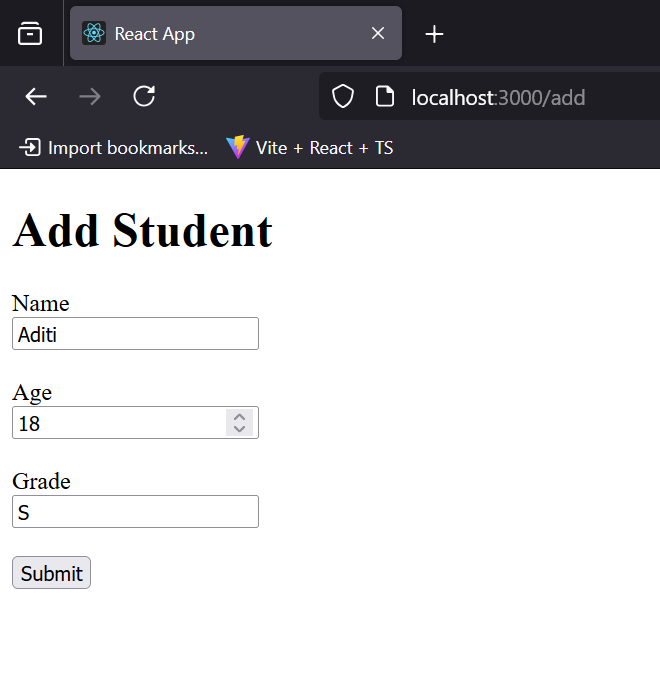 React App
localhost:3000/add
Import bookmarks... Vite + React + TS
Add Student
Name
Aditi
Age
18
Grade
S
Submit